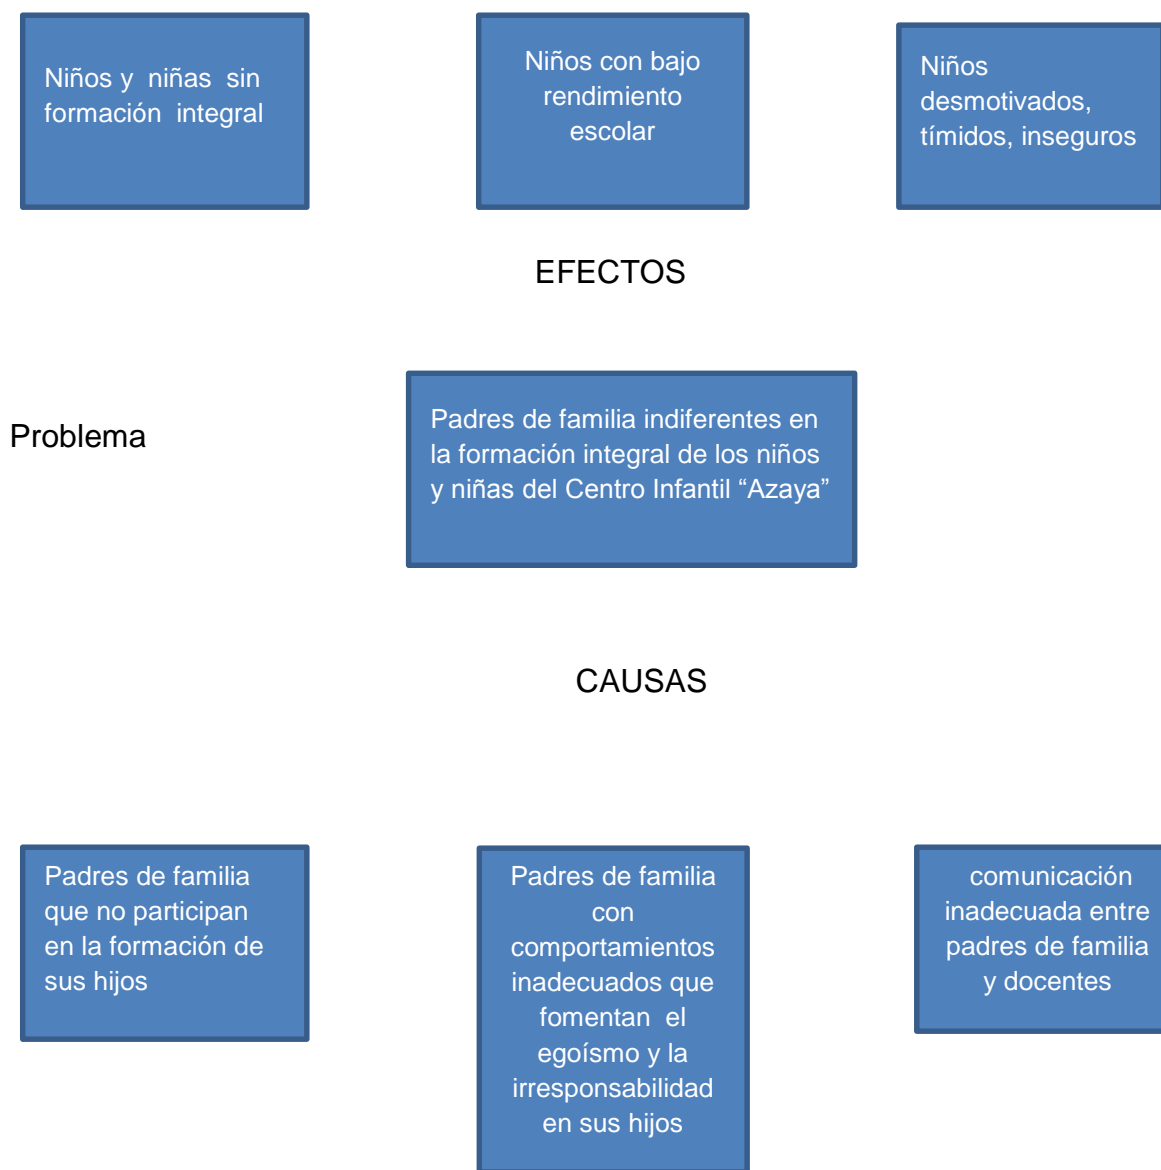 Niños y  niñas  sin
formación  integral
Niños con bajo
rendimiento
escolar
Niños
desmotivados,
tímidos, inseguros
EFECTOS
Problema
Padres de familia indiferentes en
la formación integral de los niños
y niñas del Centro Infantil “Azaya”
CAUSAS
Padres de familia
que no participan
en la formación de
sus hijos
Padres de familia
con
comportamientos
inadecuados que
fomentan  el
egoísmo y la
irresponsabilidad
en sus hijos
comunicación
inadecuada entre
padres de familia
y docentes